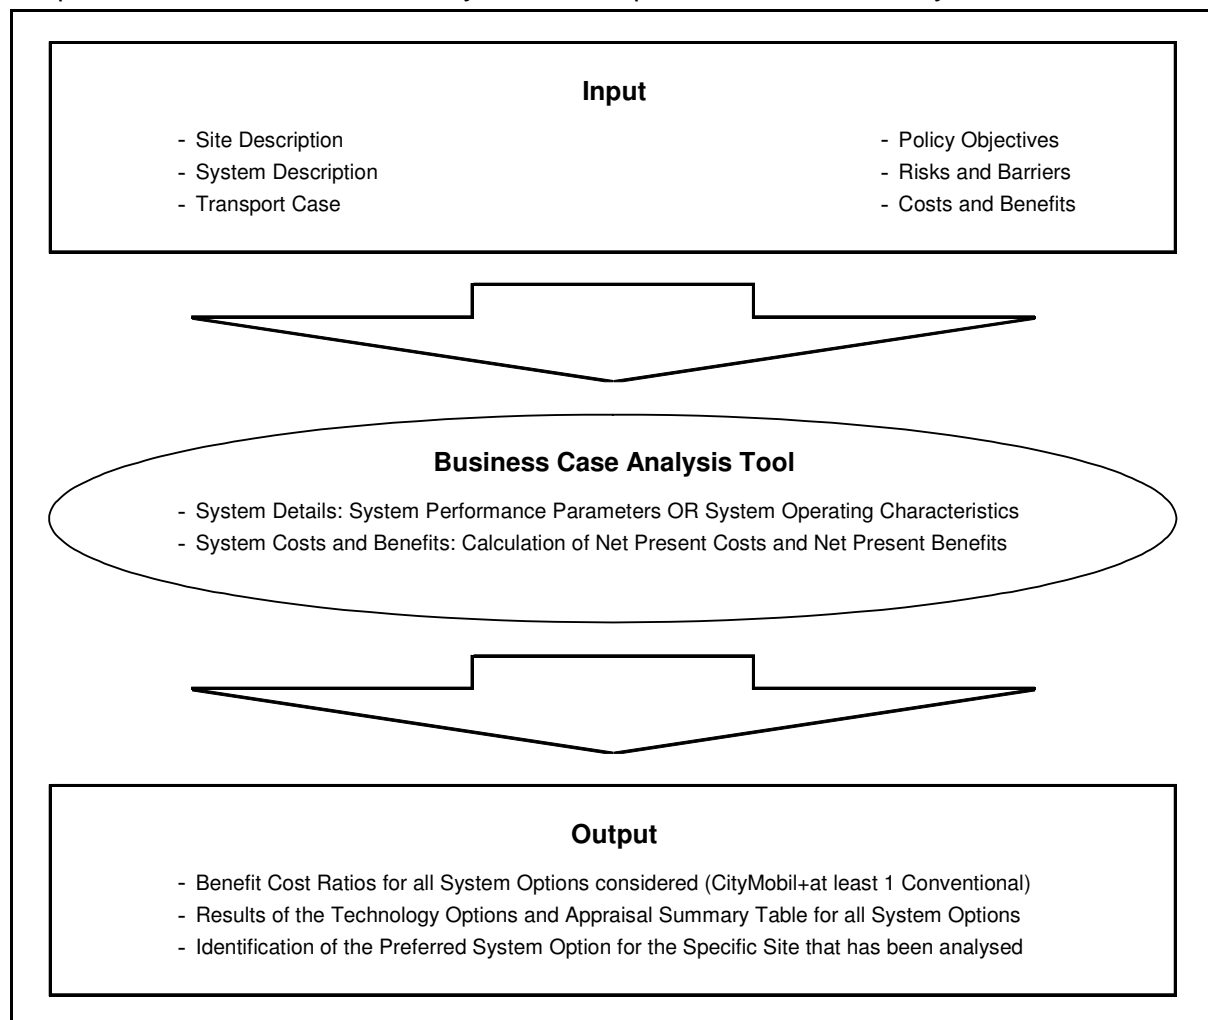 Input
- Site Description
- System Description
- Transport Case
- Policy Objectives
- Risks and Barriers
- Costs and Benefits
Business Case Analysis Tool
- System Details: System Performance Parameters OR System Operating Characteristics
- System Costs and Benefits: Calculation of Net Present Costs and Net Present Benefits
Output
- Benefit Cost Ratios for all System Options considered (CityMobil+at least 1 Conventional)
- Results of the Technology Options and Appraisal Summary Table for all System Options
- Identification of the Preferred System Option for the Specific Site that has been analysed